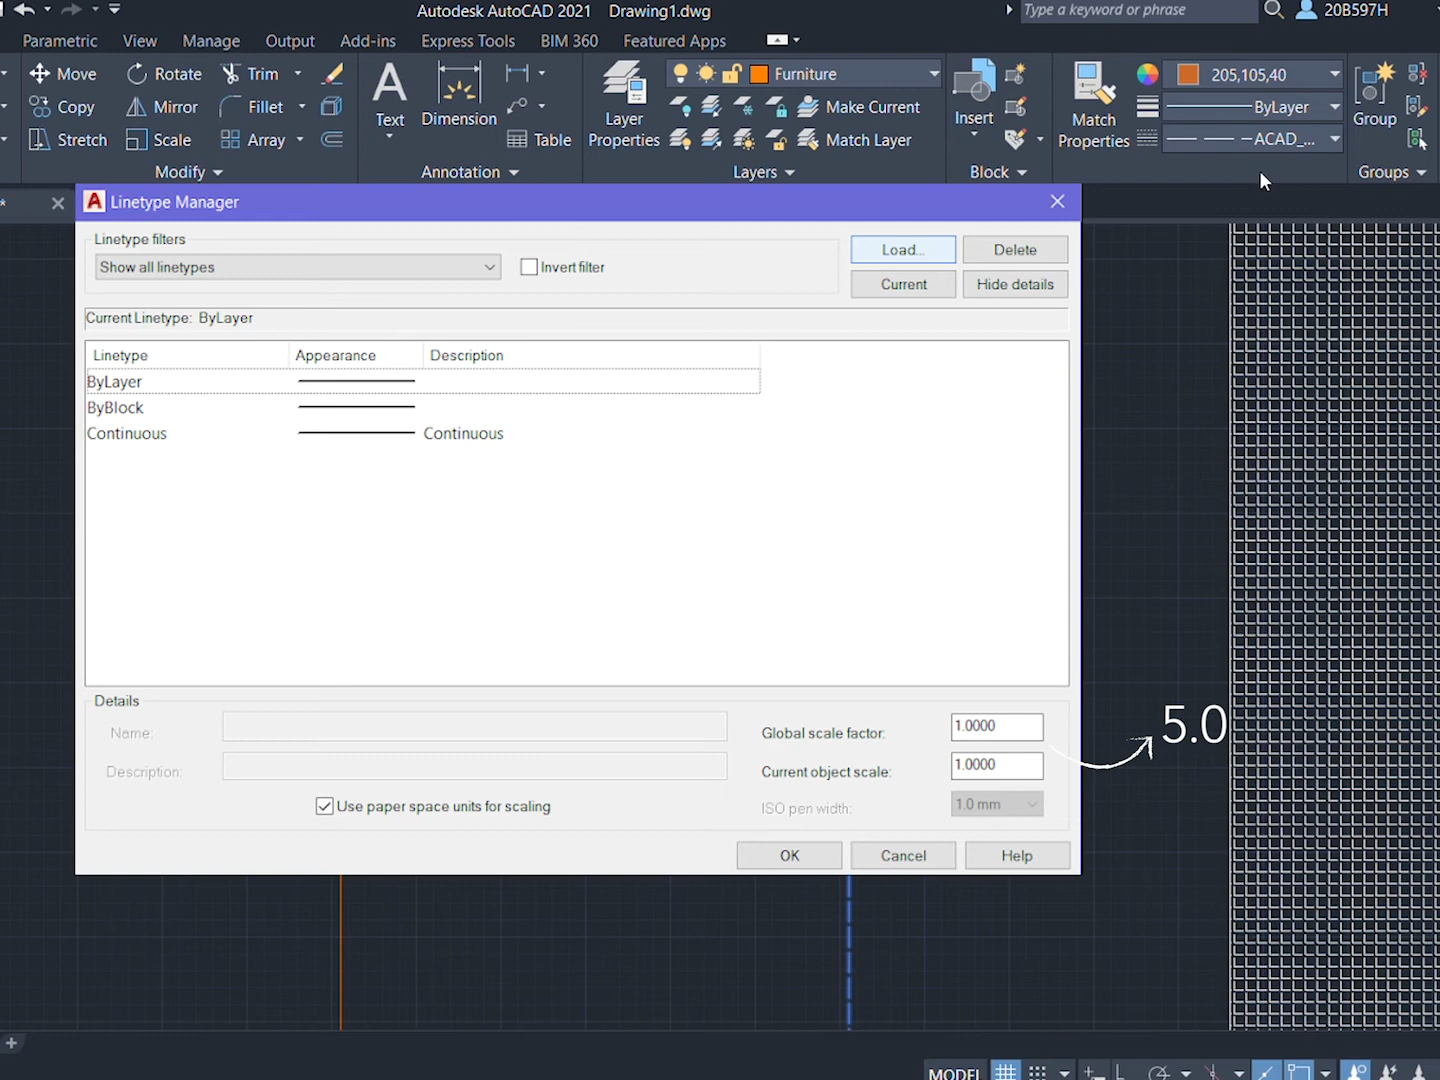 Autodesk AutoCAD 2021 Drawing1.dwg Type a keyword or phrase 20B597H
Parametric View Manage Output Add-ins Express Tools BIM 360 Featured Apps
Move Rotate Trim Furniture 205,105,40
Copy Mirror Fillet Make Current ByLayer
Text Dimension Layer Insert Match Group
Stretch Scale Array Table Properties Match Layer Properties ACAD_...
Modify Annotation Layers Block Groups
* Linetype Manager
Linetype filters
Show all linetypes Invert filter Load... Delete
Current Hide details
Current Linetype: ByLayer
Linetype Appearance Description
ByLayer
ByBlock
Continuous Continuous
Details
Name: Global scale factor: 1.0000 5.0
Description: Current object scale: 1.0000
Use paper space units for scaling ISO pen width: 1.0 mm
OK Cancel Help
+
MODEL